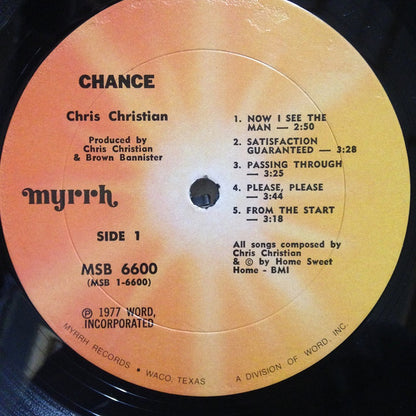 CHANCE
Chris Christian
Produced by
Chris Christian
& Brown Bannister
myrrh
SIDE 1
MSB 6600
(MSB 1-6600)
℗ 1977 WORD,
INCORPORATED
1. NOW I SEE THE
MAN — 2:50
2. SATISFACTION
GUARANTEED — 3:28
3. PASSING THROUGH —
3:25
4. PLEASE, PLEASE —
3:44
5. FROM THE START —
3:18
All songs composed by
Chris Christian
& © by Home Sweet
Home - BMI
MYRRH RECORDS • WACO, TEXAS • A DIVISION OF WORD, INC.